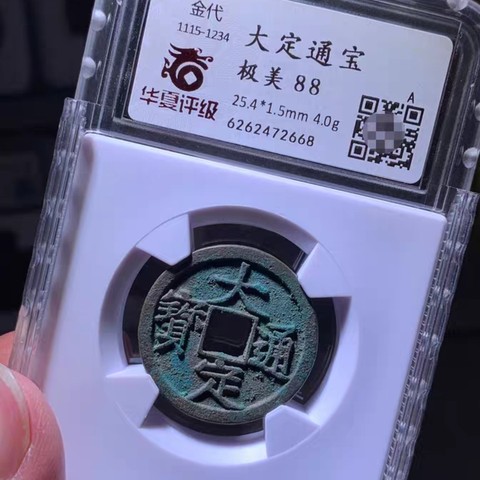 金代
1115-1234
大定通宝
极美 88
华夏评级
25.4*1.5mm 4.0g
6262472668
A
大定通寳